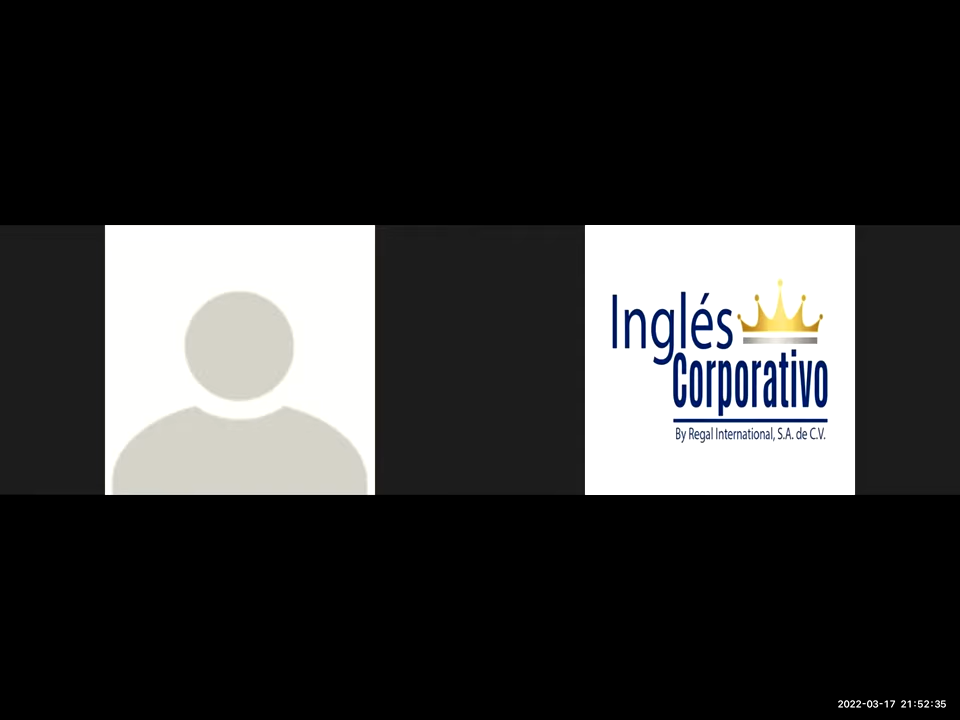 Inglés
Corporativo
By Regal International, S.A. de C.V.
2022-03-17 21:52:35